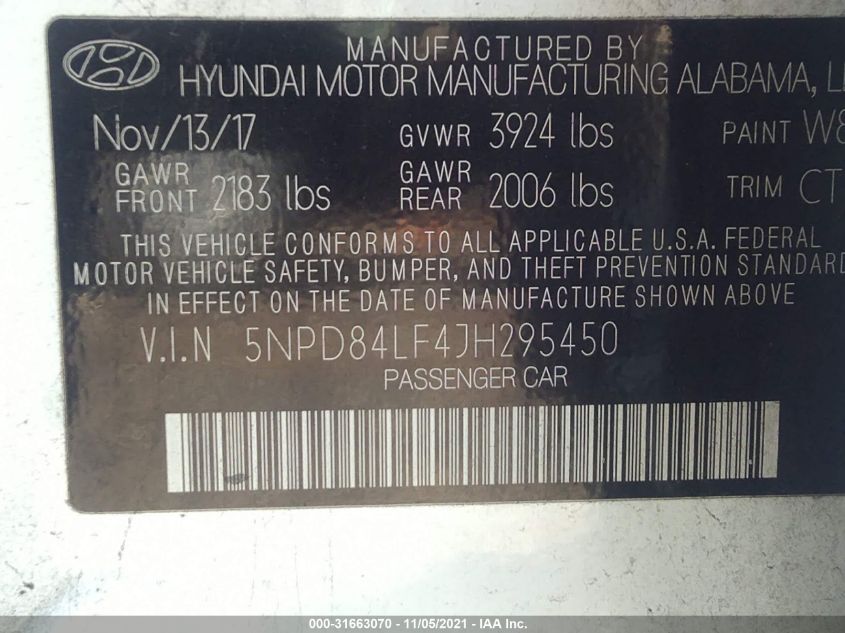 MANUFACTURED BY
HYUNDAI MOTOR MANUFACTURING ALABAMA,
Nov/13/17 GVWR 3924 lbs PAINT
GAWR FRONT 2183 lbs GAWR REAR 2006 lbs TRIM
THIS VEHICLE CONFORMS TO ALL APPLICABLE U.S.A. FEDERAL
MOTOR VEHICLE SAFETY, BUMPER, AND THEFT PREVENTION STANDARD
IN EFFECT ON THE DATE OF MANUFACTURE SHOWN ABOVE
V.I.N 5NPD84LF4JH295450
PASSENGER CAR
000-31663070 - 11/05/2021 - IAA Inc.